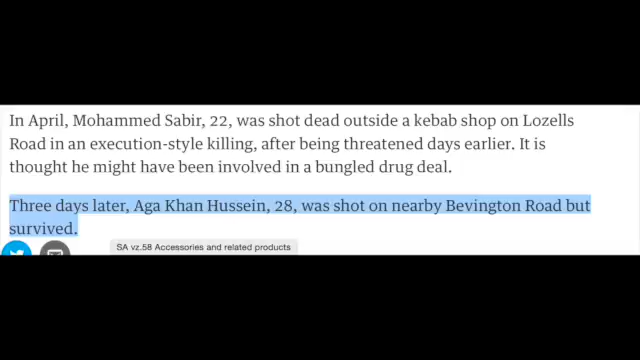 In April, Mohammed Sabir, 22, was shot dead outside a kebab shop on Lozells
Road in an execution-style killing, after being threatened days earlier. It is
thought he might have been involved in a bungled drug deal.
Three days later, Aga Khan Hussein, 28, was shot on nearby Bevington Road but
survived.
SA vz.58 Accessories and related products